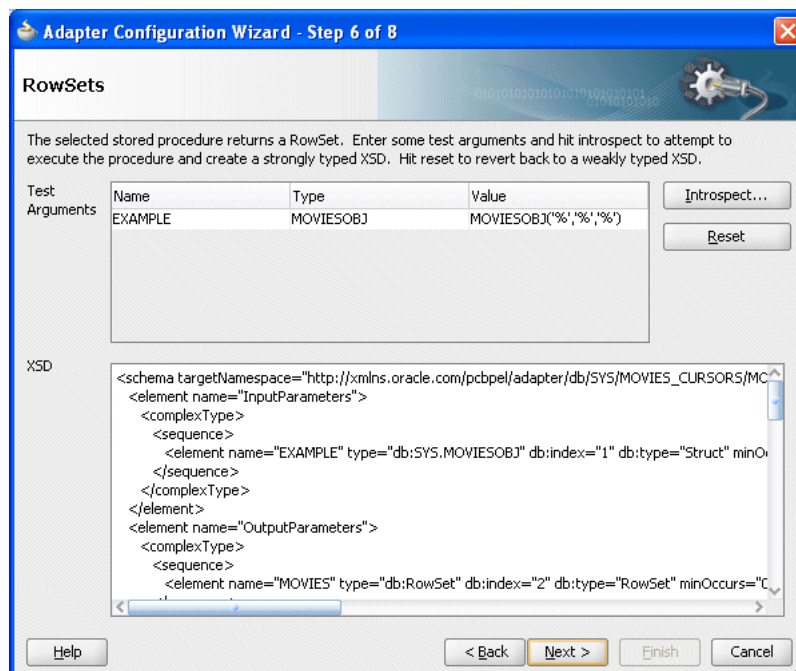 Adapter Configuration Wizard - Step 6 of 8
RowSets
The selected stored procedure returns a RowSet. Enter some test arguments and hit introspect to attempt to
execute the procedure and create a strongly typed XSD. Hit reset to revert back to a weakly typed XSD.
Test
Arguments
Name Type Value
EXAMPLE MOVIESOBJ MOVIESOBJ('%','%','%')
Introspect...
Reset
XSD
<schema targetNamespace="http://xmlns.oracle.com/pcbpel/adapter/db/SYS/MOVIES_CURSORS/MO
<element name="InputParameters">
<complexType>
<sequence>
<element name="EXAMPLE" type="db:SYS.MOVIESOBJ" db:index="1" db:type="Struct" minO
</sequence>
</complexType>
</element>
<element name="OutputParameters">
<complexType>
<sequence>
<element name="MOVIES" type="db:RowSet" db:index="2" db:type="RowSet" minOccurs="0
Help
< Back
Next >
Finish
Cancel